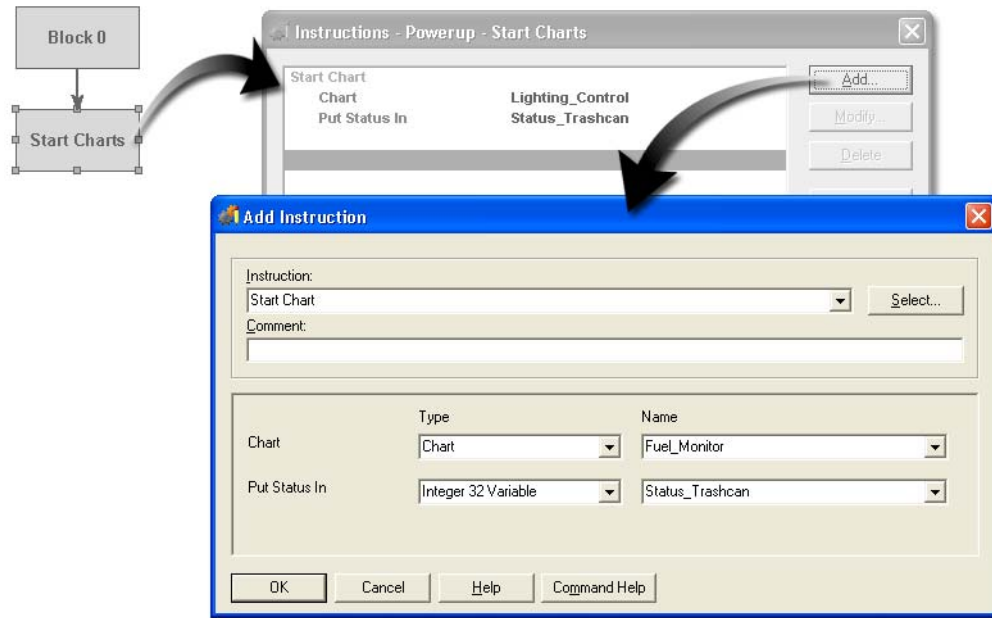 Block 0
Start Charts
Instructions - Powerup - Start Charts
Start Chart
Chart Lighting_Control
Put Status In Status_Trashcan
Add...
Modify...
Delete
Add Instruction
Instruction:
Start Chart
Select...
Comment:
Type Name
Chart Chart Fuel_Monitor
Put Status In Integer 32 Variable Status_Trashcan
OK Cancel Help Command Help